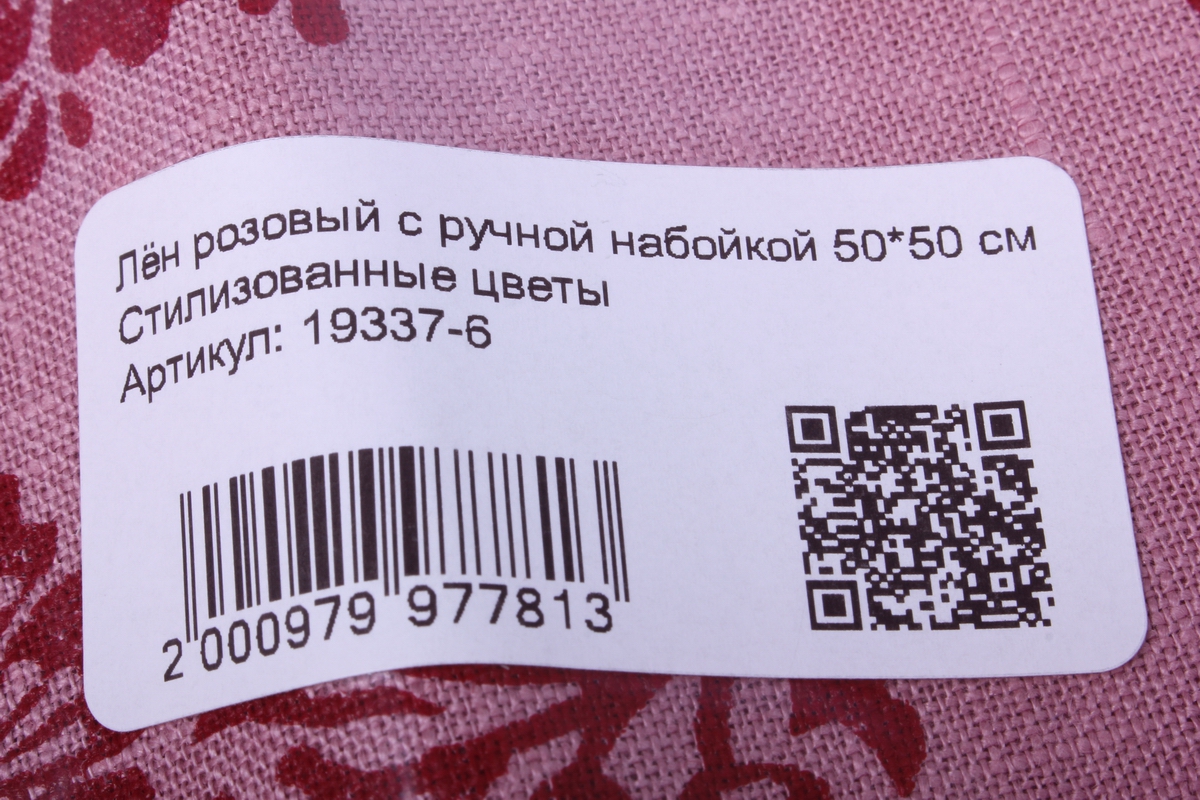 Лён розовый с ручной набойкой 50*50 см
Стилизованные цветы
Артикул: 19337-6
2 000979 977813